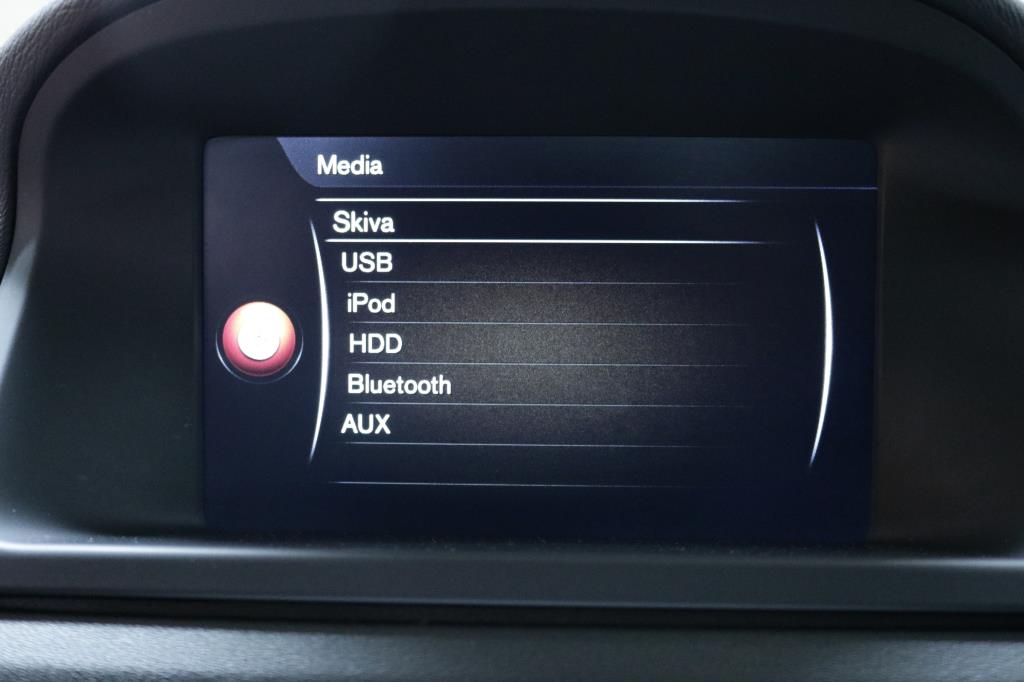 Media
Skiva
USB
iPod
HDD
Bluetooth
AUX